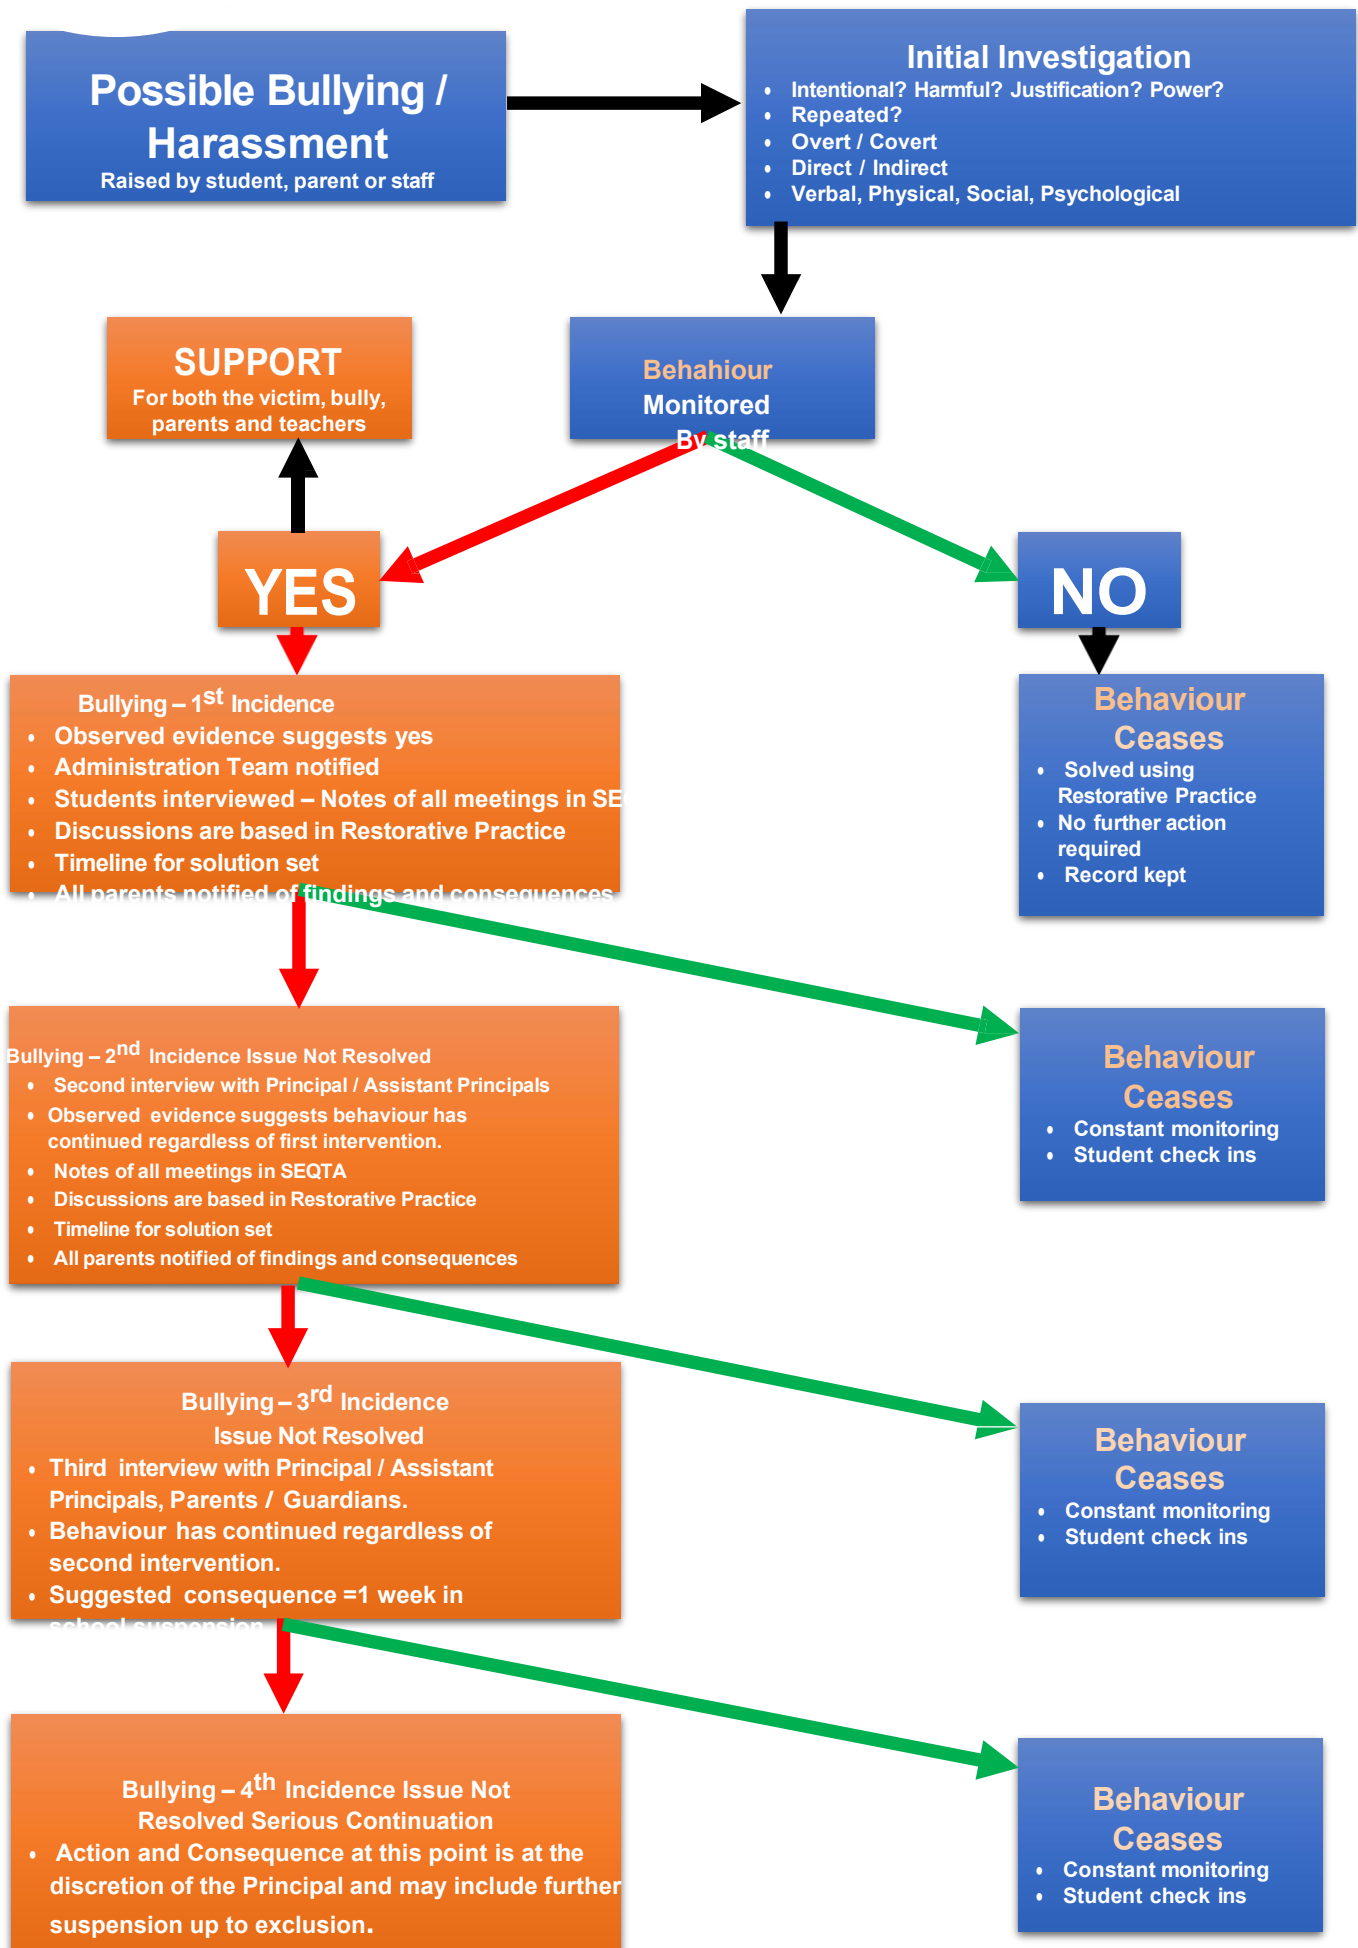 Possible Bullying /
Harassment
Raised by student, parent or staff
Initial Investigation
• Intentional? Harmful? Justification? Power?
• Repeated?
• Overt / Covert
• Direct / Indirect
• Verbal, Physical, Social, Psychological
SUPPORT
For both the victim, bully,
parents and teachers
Behahiour
Monitored
By staff
YES
NO
Bullying – 1st Incidence
• Observed evidence suggests yes
• Administration Team notified
• Students interviewed – Notes of all meetings in SE
• Discussions are based in Restorative Practice
• Timeline for solution set
• All parents notified of findings and consequences
Behaviour
Ceases
• Solved using
Restorative Practice
• No further action
required
• Record kept
Bullying – 2nd Incidence Issue Not Resolved
• Second interview with Principal / Assistant Principals
• Observed evidence suggests behaviour has
continued regardless of first intervention.
• Notes of all meetings in SEQTA
• Discussions are based in Restorative Practice
• Timeline for solution set
• All parents notified of findings and consequences
Behaviour
Ceases
• Constant monitoring
• Student check ins
Bullying – 3rd Incidence
Issue Not Resolved
• Third interview with Principal / Assistant
Principals, Parents / Guardians.
• Behaviour has continued regardless of
second intervention.
• Suggested consequence =1 week in
school suspension
Behaviour
Ceases
• Constant monitoring
• Student check ins
Bullying – 4th Incidence Issue Not
Resolved Serious Continuation
• Action and Consequence at this point is at the
discretion of the Principal and may include further
suspension up to exclusion.
Behaviour
Ceases
• Constant monitoring
• Student check ins